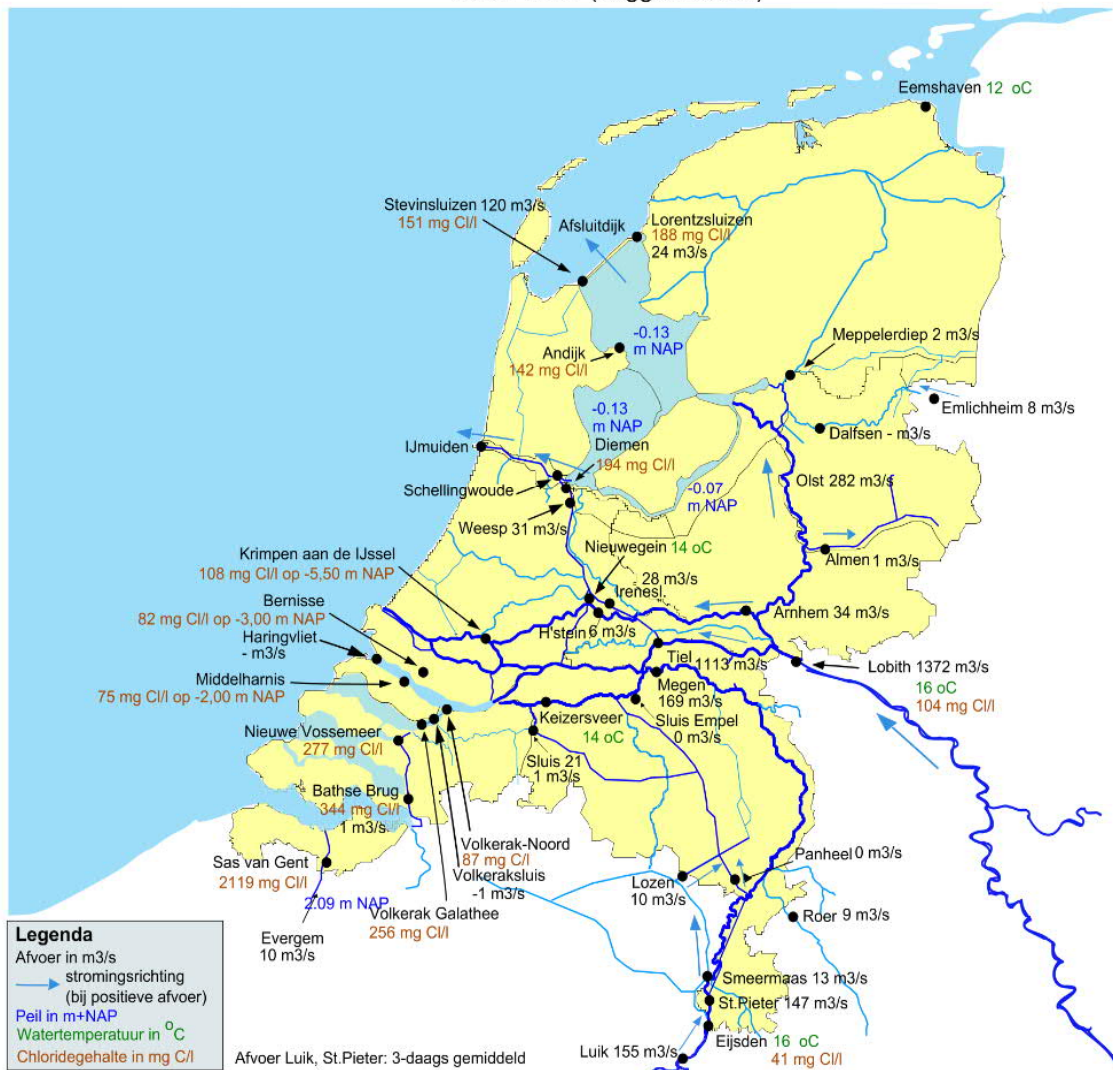 Eemshaven 12 oC
Stevinsluizen 120 m3/s
151 mg Cl/l
Afsluitdijk
Lorentzsluizen
188 mg Cl/l
24 m3/s
-0.13
m NAP
Andijk
142 mg Cl/l
Meppelerdiep 2 m3/s
Emlichheim 8 m3/s
-0.13
m NAP
Dalfsen - m3/s
IJmuiden
Diemen
194 mg Cl/l
Schellingwoude
-0.07
m NAP
Olst 282 m3/s
Weesp 31 m3/s
Krimpen aan de IJssel
108 mg Cl/l op -5,50 m NAP
Nieuwegein 14 oC
Almen 1 m3/s
28 m3/s
Irenesl.
Bernisse
82 mg Cl/l op -3,00 m NAP
Arnhem 34 m3/s
H'stein 6 m3/s
Haringvliet
- m3/s
Tiel 1113 m3/s
Lobith 1372 m3/s
16 oC
104 mg Cl/l
Middelharnis
75 mg Cl/l op -2,00 m NAP
Megen
169 m3/s
Keizersveer
14 oC
Sluis Empel
0 m3/s
Nieuwe Vossemeer
277 mg Cl/l
Sluis 21
1 m3/s
Bathse Brug
344 mg Cl/l
1 m3/s
Volkerak-Noord
87 mg C/l
Volkeraksluis
-1 m3/s
Panheel 0 m3/s
Sas van Gent
2119 mg Cl/l
Lozen
10 m3/s
2.09 m NAP
Volkerak Galathee
256 mg Cl/l
Roer 9 m3/s
Evergem
10 m3/s
Smeermaas 13 m3/s
St.Pieter 147 m3/s
Eijsden 16 oC
41 mg Cl/l
Luik 155 m3/s
Legenda
Afvoer in m3/s
stromingsrichting
(bij positieve afvoer)
Peil in m+NAP
Watertemperatuur in °C
Chloridegehalte in mg C/l
Afvoer Luik, St.Pieter: 3-daags gemiddeld